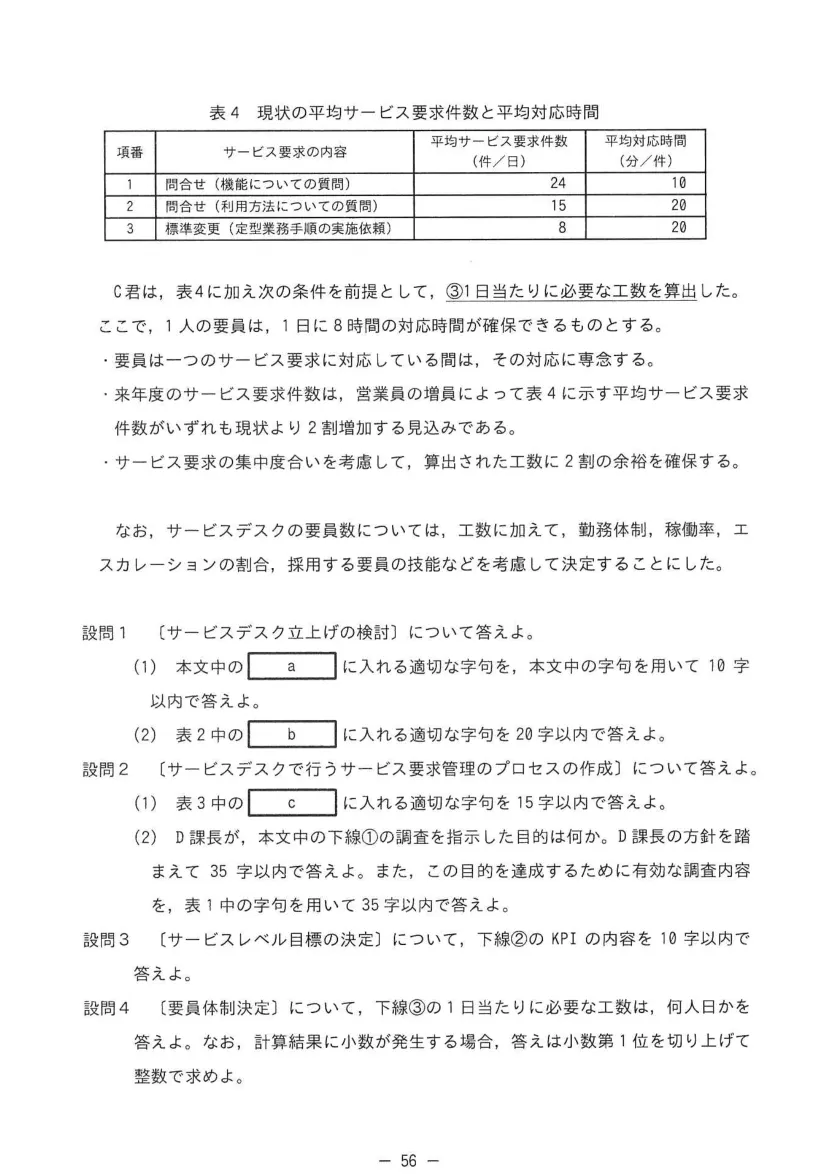 表4 現状の平均サービス要求件数と平均対応時間
項番 サービス要求の内容 平均サービス要求件数(件/日) 平均対応時間(分/件)
1 問合せ(機能についての質問) 24 10
2 問合せ(利用方法についての質問) 15 20
3 標準変更(定型業務手順の実施依頼) 8 20
C君は,表4に加え次の条件を前提として,③1日当たりに必要な工数を算出した。
ここで,1人の要員は,1日に8時間の対応時間が確保できるものとする。
・要員は一つのサービス要求に対応している間は,その対応に専念する。
・来年度のサービス要求件数は,営業員の増員によって表4に示す平均サービス要求
件数がいずれも現状より2割増加する見込みである。
・サービス要求の集中度合いを考慮して,算出された工数に2割の余裕を確保する。
なお,サービスデスクの要員数については,工数に加えて,勤務体制,稼働率,エ
スカレーションの割合,採用する要員の技能などを考慮して決定することにした。
設問1 〔サービスデスク立上げの検討〕について答えよ。
(1) 本文中の a に入れる適切な字句を,本文中の字句を用いて 10 字
以内で答えよ。
(2) 表2中の b に入れる適切な字句を 20 字以内で答えよ。
設問2 〔サービスデスクで行うサービス要求管理のプロセスの作成〕について答えよ。
(1) 表3中の c に入れる適切な字句を 15 字以内で答えよ。
(2) D課長が,本文中の下線①の調査を指示した目的は何か。D課長の方針を踏
まえて 35 字以内で答えよ。また,この目的を達成するために有効な調査内容
を,表1中の字句を用いて 35 字以内で答えよ。
設問3 〔サービスレベル目標の決定〕について,下線②の KPI の内容を 10 字以内で
答えよ。
設問4 〔要員体制決定〕について,下線③の1日当たりに必要な工数は,何人日かを
答えよ。なお,計算結果に小数が発生する場合,答えは小数第1位を切り上げて
整数で求めよ。
- 56 -